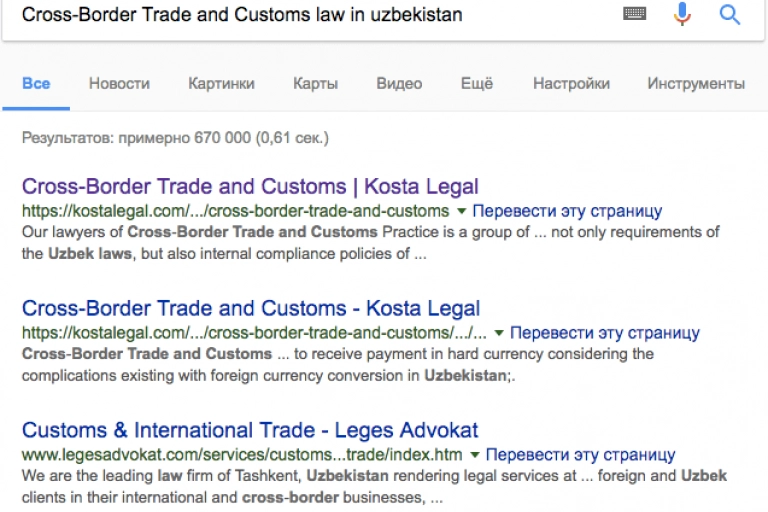 Cross-Border Trade and Customs law in uzbekistan
Все Новости Картинки Карты Видео Ещё Настройки Инструменты
Результатов: примерно 670 000 (0,61 сек.)
Cross-Border Trade and Customs | Kosta Legal
https://kostalegal.com/.../cross-border-trade-and-customs ▼ Перевести эту страницу
Our lawyers of Cross-Border Trade and Customs Practice is a group of ... not only requirements of
the Uzbek laws, but also internal compliance policies of ...
Cross-Border Trade and Customs - Kosta Legal
https://kostalegal.com/.../cross-border-trade-and-customs/.../... ▼ Перевести эту страницу
Cross-Border Trade and Customs ... to receive payment in hard currency considering the
complications existing with foreign currency conversion in Uzbekistan;.
Customs & International Trade - Leges Advokat
www.legesadvokat.com/services/customs...trade/index.htm ▼ Перевести эту страницу
We are the leading law firm of Tashkent, Uzbekistan rendering legal services at ... foreign and Uzbek
clients in their international and cross-border businesses, ...